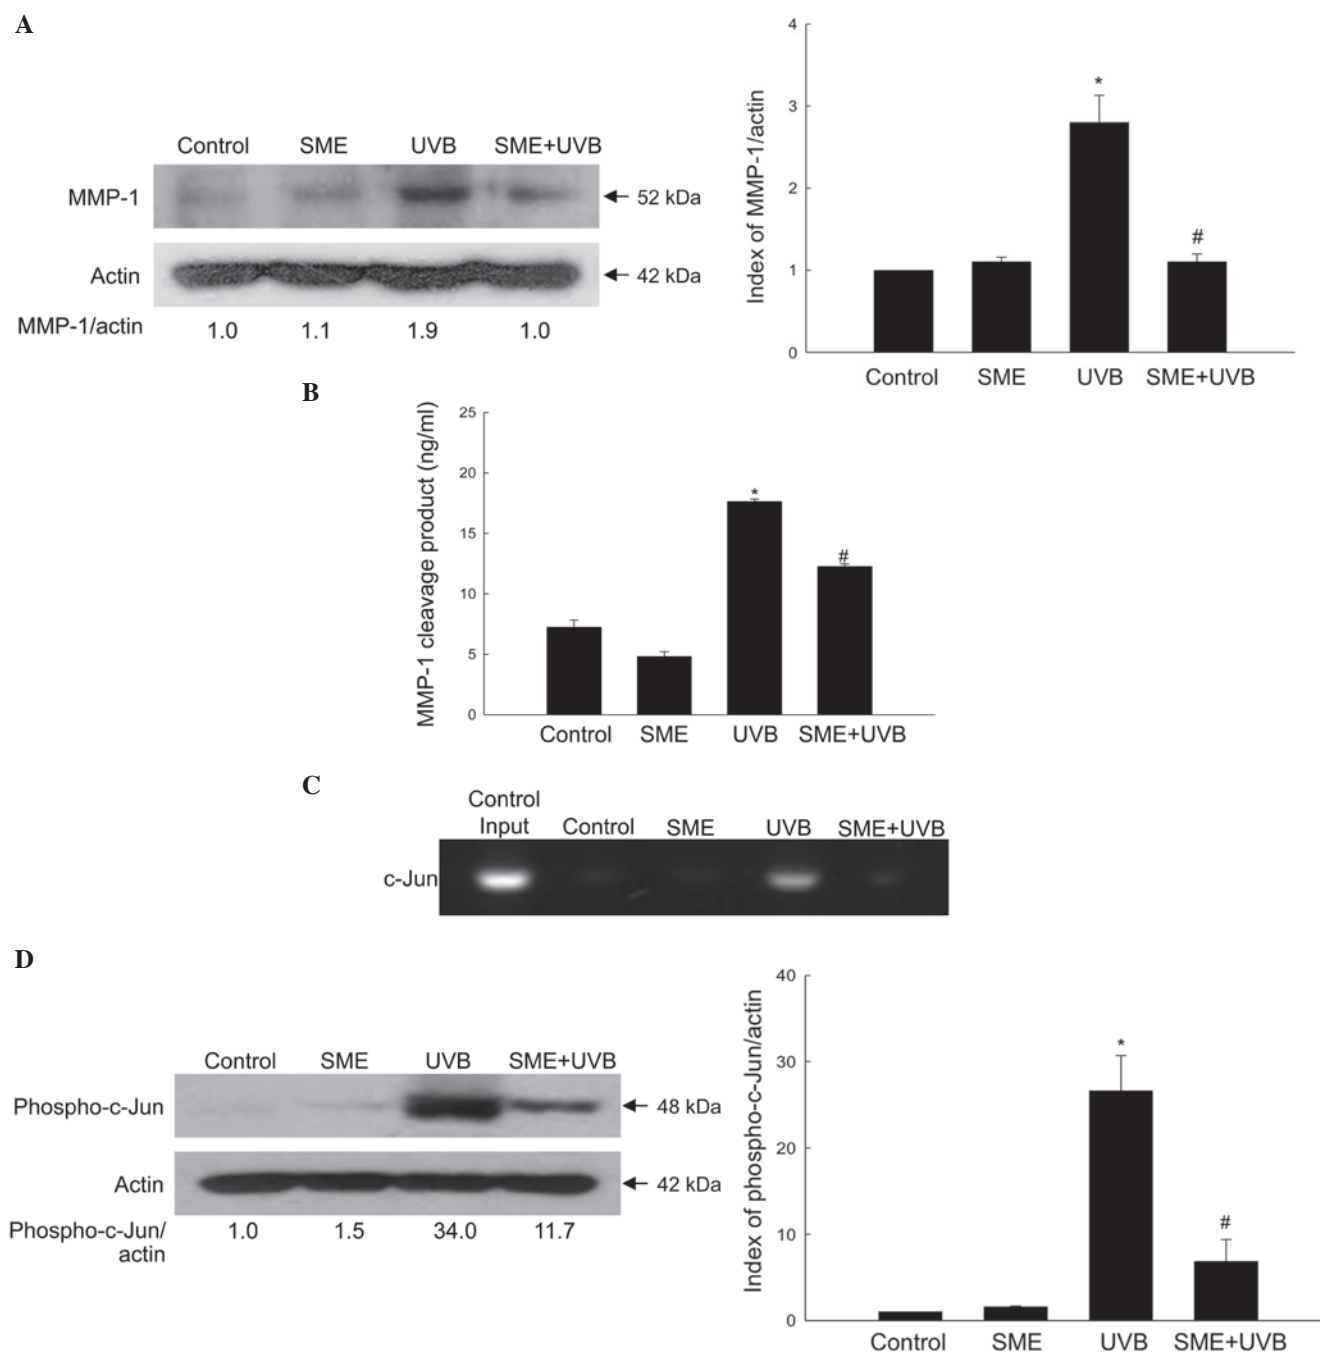 A
Control SME UVB SME+UVB
MMP-1 ← 52 kDa
Actin ← 42 kDa
MMP-1/actin 1.0 1.1 1.9 1.0
Index of MMP-1/actin
4
3
2
1
0
*
#
Control SME UVB SME+UVB
B
MMP-1 cleavage product (ng/ml)
25
20
15
10
5
0
*
#
Control SME UVB SME+UVB
C
Control
Input Control SME UVB SME+UVB
c-Jun
D
Control SME UVB SME+UVB
Phospho-c-Jun ← 48 kDa
Actin ← 42 kDa
Phospho-c-Jun/ 1.0 1.5 34.0 11.7
actin
Index of phospho-c-Jun/actin
40
30
20
10
0
*
#
Control SME UVB SME+UVB